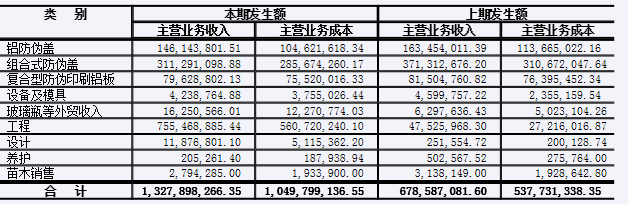 类 别 本期发生额 上期发生额
主营业务收入 主营业务成本 主营业务收入 主营业务成本
铝防伪盖 146,143,801.51 104,621,618.34 163,454,011.39 113,665,022.16
组合式防伪盖 311,291,098.88 285,674,260.17 371,312,676.20 310,672,047.64
复合型防伪印刷铝板 79,628,802.13 75,520,016.33 81,504,760.82 76,395,452.34
设备及模具 4,238,764.88 3,755,026.44 4,599,757.22 2,355,159.54
玻璃瓶等外贸收入 16,250,566.01 12,270,774.03 6,297,636.43 5,023,104.26
工程 755,468,885.44 560,720,240.10 47,525,968.30 27,216,016.87
设计 11,876,801.10 5,115,362.20 251,554.72 200,128.74
养护 205,261.40 187,938.94 502,567.52 275,764.00
苗木销售 2,794,285.00 1,933,900.00 3,138,149.00 1,928,642.80
合 计 1,327,898,266.35 1,049,799,136.55 678,587,081.60 537,731,338.35